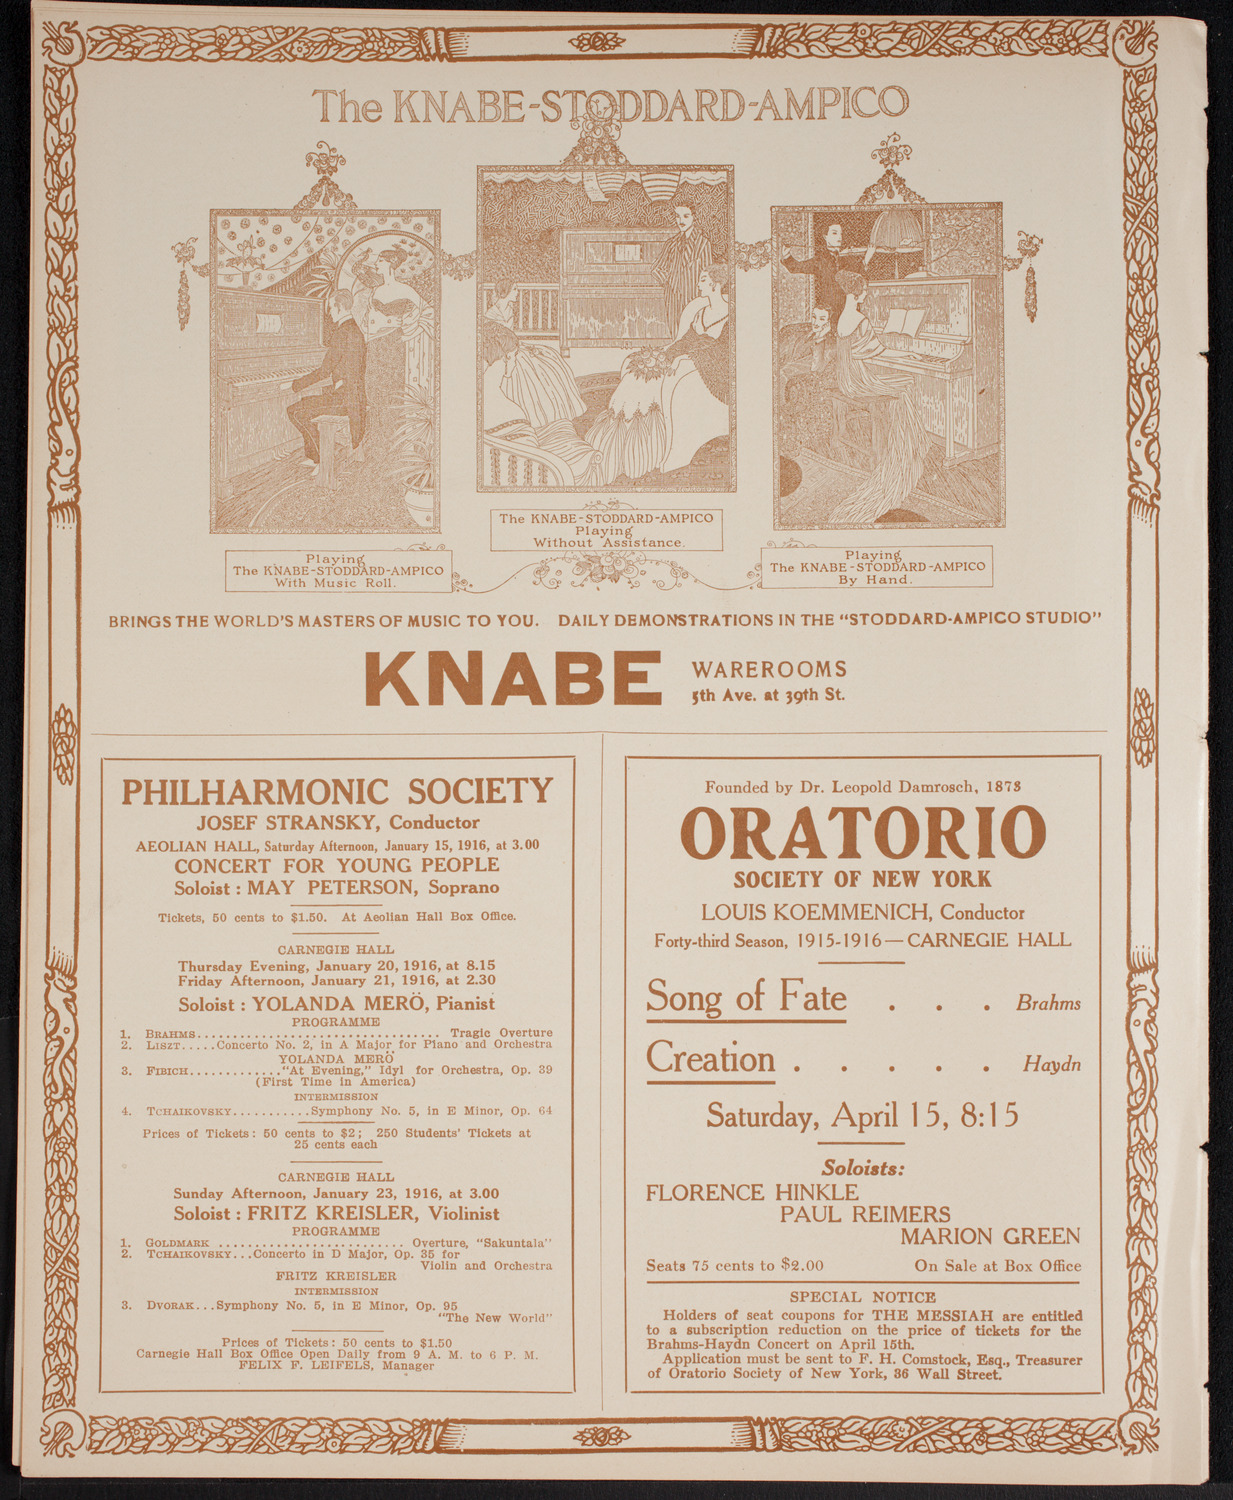 The KNABE-STODDARD-AMPICO
Playing
The KNABE-STODDARD-AMPICO
With Music Roll.
The KNABE-STODDARD-AMPICO
Playing
Without Assistance.
Playing
The KNABE-STODDARD-AMPICO
By Hand.
BRINGS THE WORLD'S MASTERS OF MUSIC TO YOU. DAILY DEMONSTRATIONS IN THE "STODDARD-AMPICO STUDIO"
KNABE WAREROOMS
5th Ave. at 39th St.
PHILHARMONIC SOCIETY
JOSEF STRANSKY, Conductor
AEOLIAN HALL, Saturday Afternoon, January 15, 1916, at 3.00
CONCERT FOR YOUNG PEOPLE
Soloist : MAY PETERSON, Soprano
Tickets, 50 cents to $1.50. At Aeolian Hall Box Office.
CARNEGIE HALL
Thursday Evening, January 20, 1916, at 8.15
Friday Afternoon, January 21, 1916, at 2.30
Soloist : YOLANDA MERÖ, Pianist
PROGRAMME
1. BRAHMS................................ Tragic Overture
2. LISZT.....Concerto No. 2, in A Major for Piano and Orchestra
YOLANDA MERÖ
3. FIBICH............"At Evening," Idyl for Orchestra, Op. 39
(First Time in America)
INTERMISSION
4. TCHAIKOVSKY...........Symphony No. 5, in E Minor, Op. 64
Prices of Tickets: 50 cents to $2; 250 Students' Tickets at
25 cents each
CARNEGIE HALL
Sunday Afternoon, January 23, 1916, at 3.00
Soloist : FRITZ KREISLER, Violinist
PROGRAMME
1. GOLDMARK ......................... Overture, "Sakuntala"
2. TCHAIKOVSKY...Concerto in D Major, Op. 35 for
Violin and Orchestra
FRITZ KREISLER
INTERMISSION
3. DVORAK...Symphony No. 5, in E Minor, Op. 95
"The New World"
Prices of Tickets: 50 cents to $1.50
Carnegie Hall Box Office Open Daily from 9 A. M. to 6 P. M.
FELIX F. LEIFELS, Manager
Founded by Dr. Leopold Damrosch, 1873
ORATORIO
SOCIETY OF NEW YORK
LOUIS KOEMMENICH, Conductor
Forty-third Season, 1915-1916—CARNEGIE HALL
Song of Fate . . . Brahms
Creation . . . . . Haydn
Saturday, April 15, 8:15
Soloists:
FLORENCE HINKLE
PAUL REIMERS
MARION GREEN
Seats 75 cents to $2.00 On Sale at Box Office
SPECIAL NOTICE
Holders of seat coupons for THE MESSIAH are entitled
to a subscription reduction on the price of tickets for the
Brahms-Haydn Concert on April 15th.
Application must be sent to F. H. Comstock, Esq., Treasurer
of Oratorio Society of New York, 36 Wall Street.